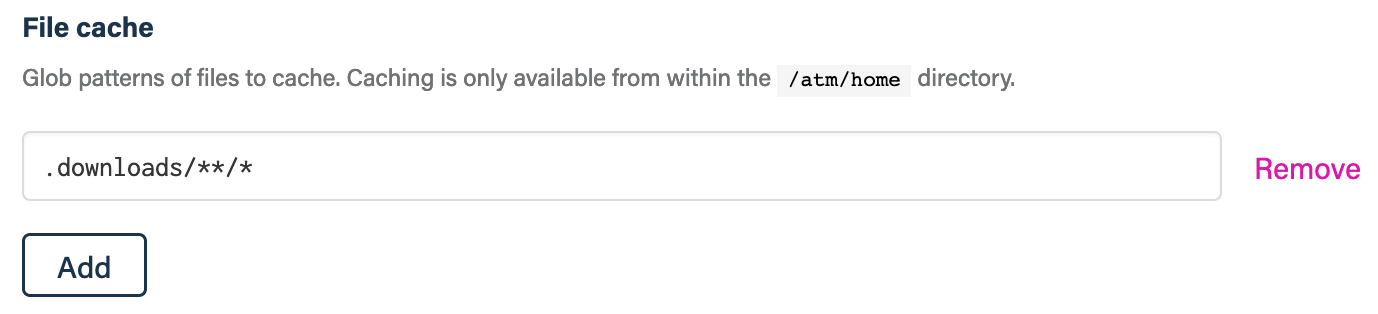 File cache
Glob patterns of files to cache. Caching is only available from within the /atm/home directory.
.downloads/**/*
Remove
Add